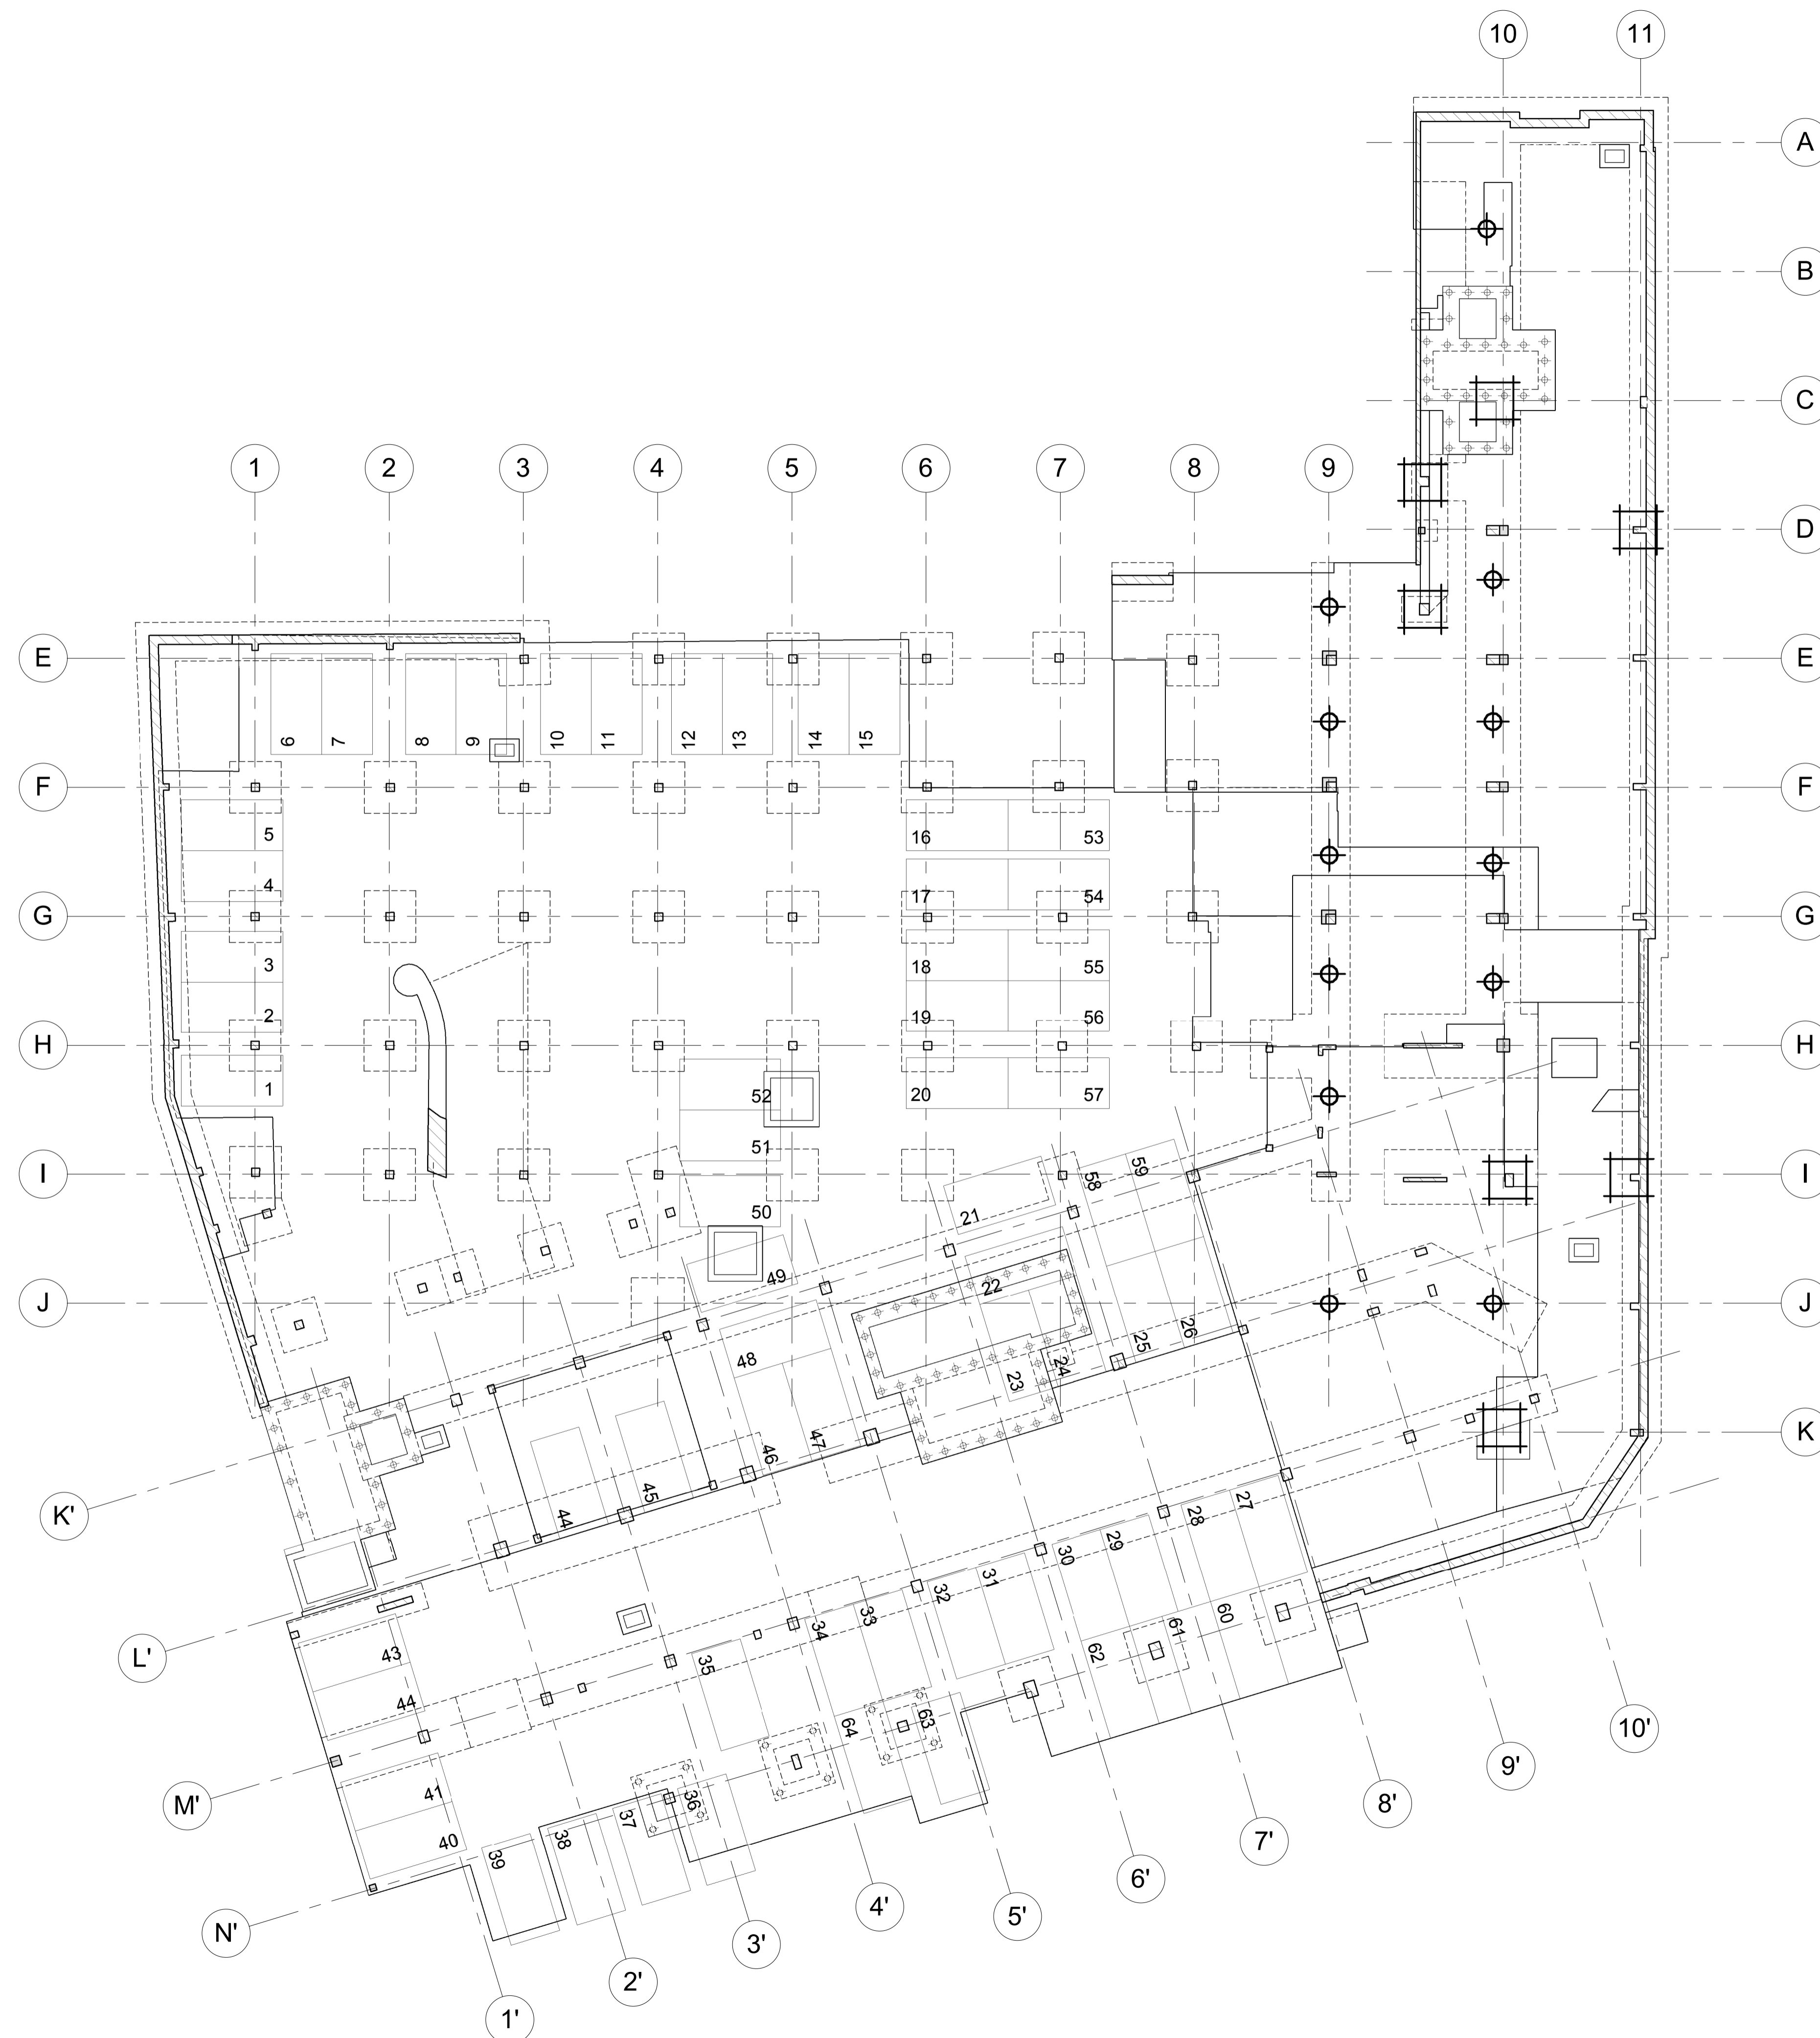 10 11
A
B
C
1 2 3 4 5 6 7 8 9
D
E E
6 7 8 9 10 11 12 13 14 15
F F
5 16 53
4 17 54
G G
3 18 55
2 19 56
H H
1 52 20 57
51
I I
59
58
50 21
49
22
J J
48 25 26
24
23
K
46 47
45
44
K'
27
28
29
30
31
32
33
34
60
61
62
L'
43
35
44
63
64
10'
9'
M'
41
36
37
38
40
39
8'
7'
6'
5'
4'
3'
N'
2'
1'